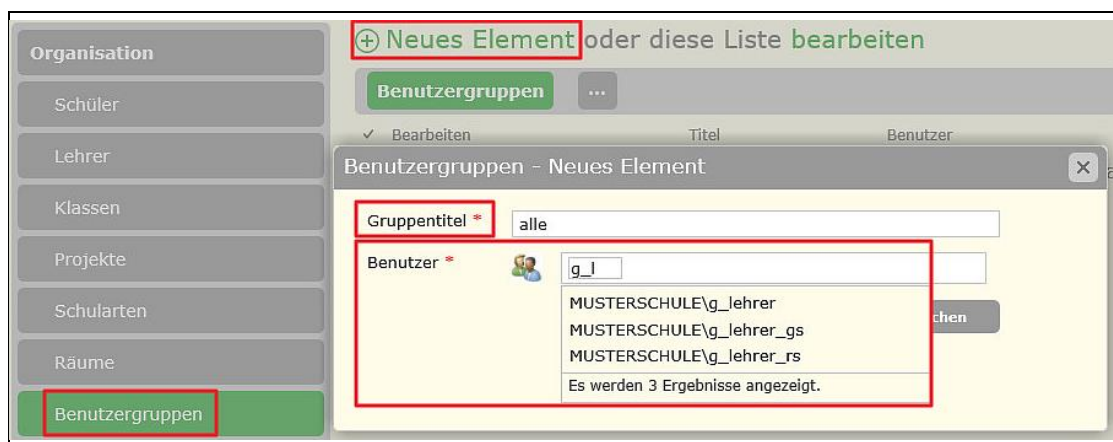 Organisation
Schüler
Lehrer
Klassen
Projekte
Schularten
Räume
Benutzergruppen
Neues Element oder diese Liste bearbeiten
Benutzergruppen ...
Bearbeiten Titel Benutzer
Benutzergruppen - Neues Element
Gruppentitel * alle
Benutzer * g_l
MUSTERSCHULE\g_lehrer
MUSTERSCHULE\g_lehrer_gs
MUSTERSCHULE\g_lehrer_rs
Es werden 3 Ergebnisse angezeigt.